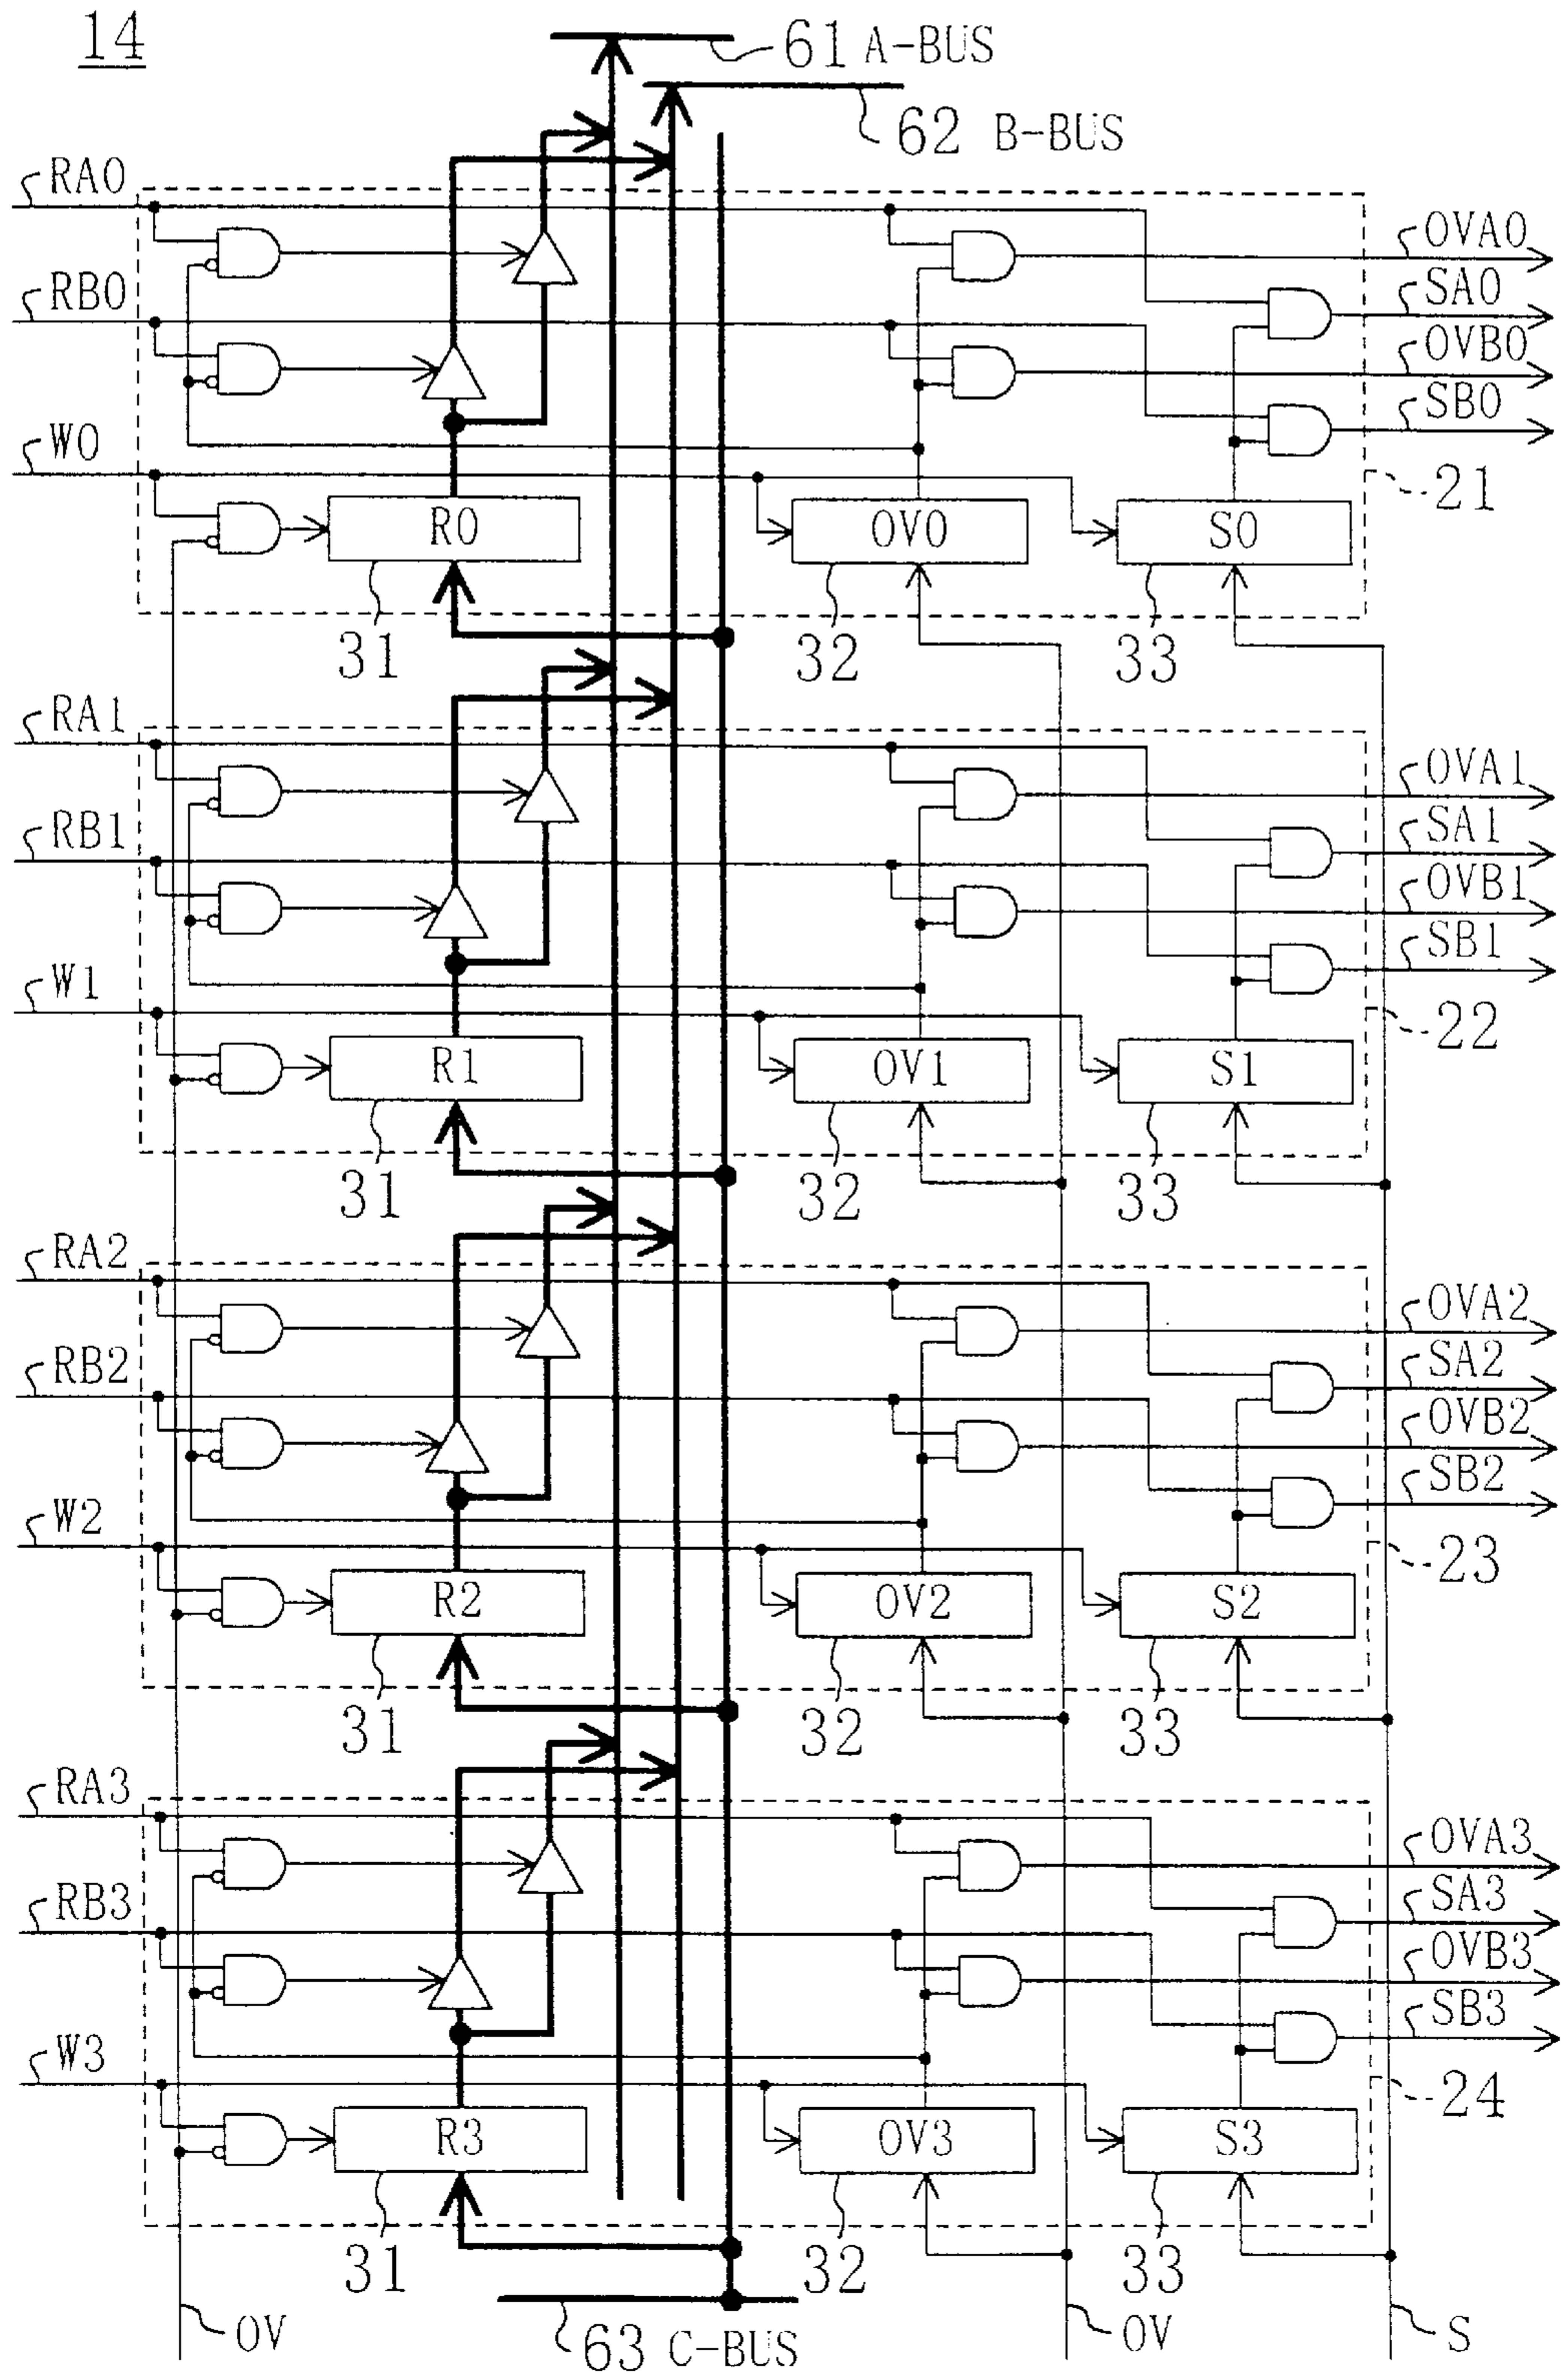 14
61 A-BUS
62 B-BUS
RA0
OVA0
SA0
RB0
OVB0
SB0
W0
21
R0
OV0
S0
31
32
33
RA1
OVA1
SA1
RB1
OVB1
SB1
W1
22
R1
OV1
S1
31
32
33
RA2
OVA2
SA2
RB2
OVB2
SB2
W2
23
R2
OV2
S2
31
32
33
RA3
OVA3
SA3
RB3
OVB3
SB3
W3
24
R3
OV3
S3
31
32
33
OV
63 C-BUS
OV
S